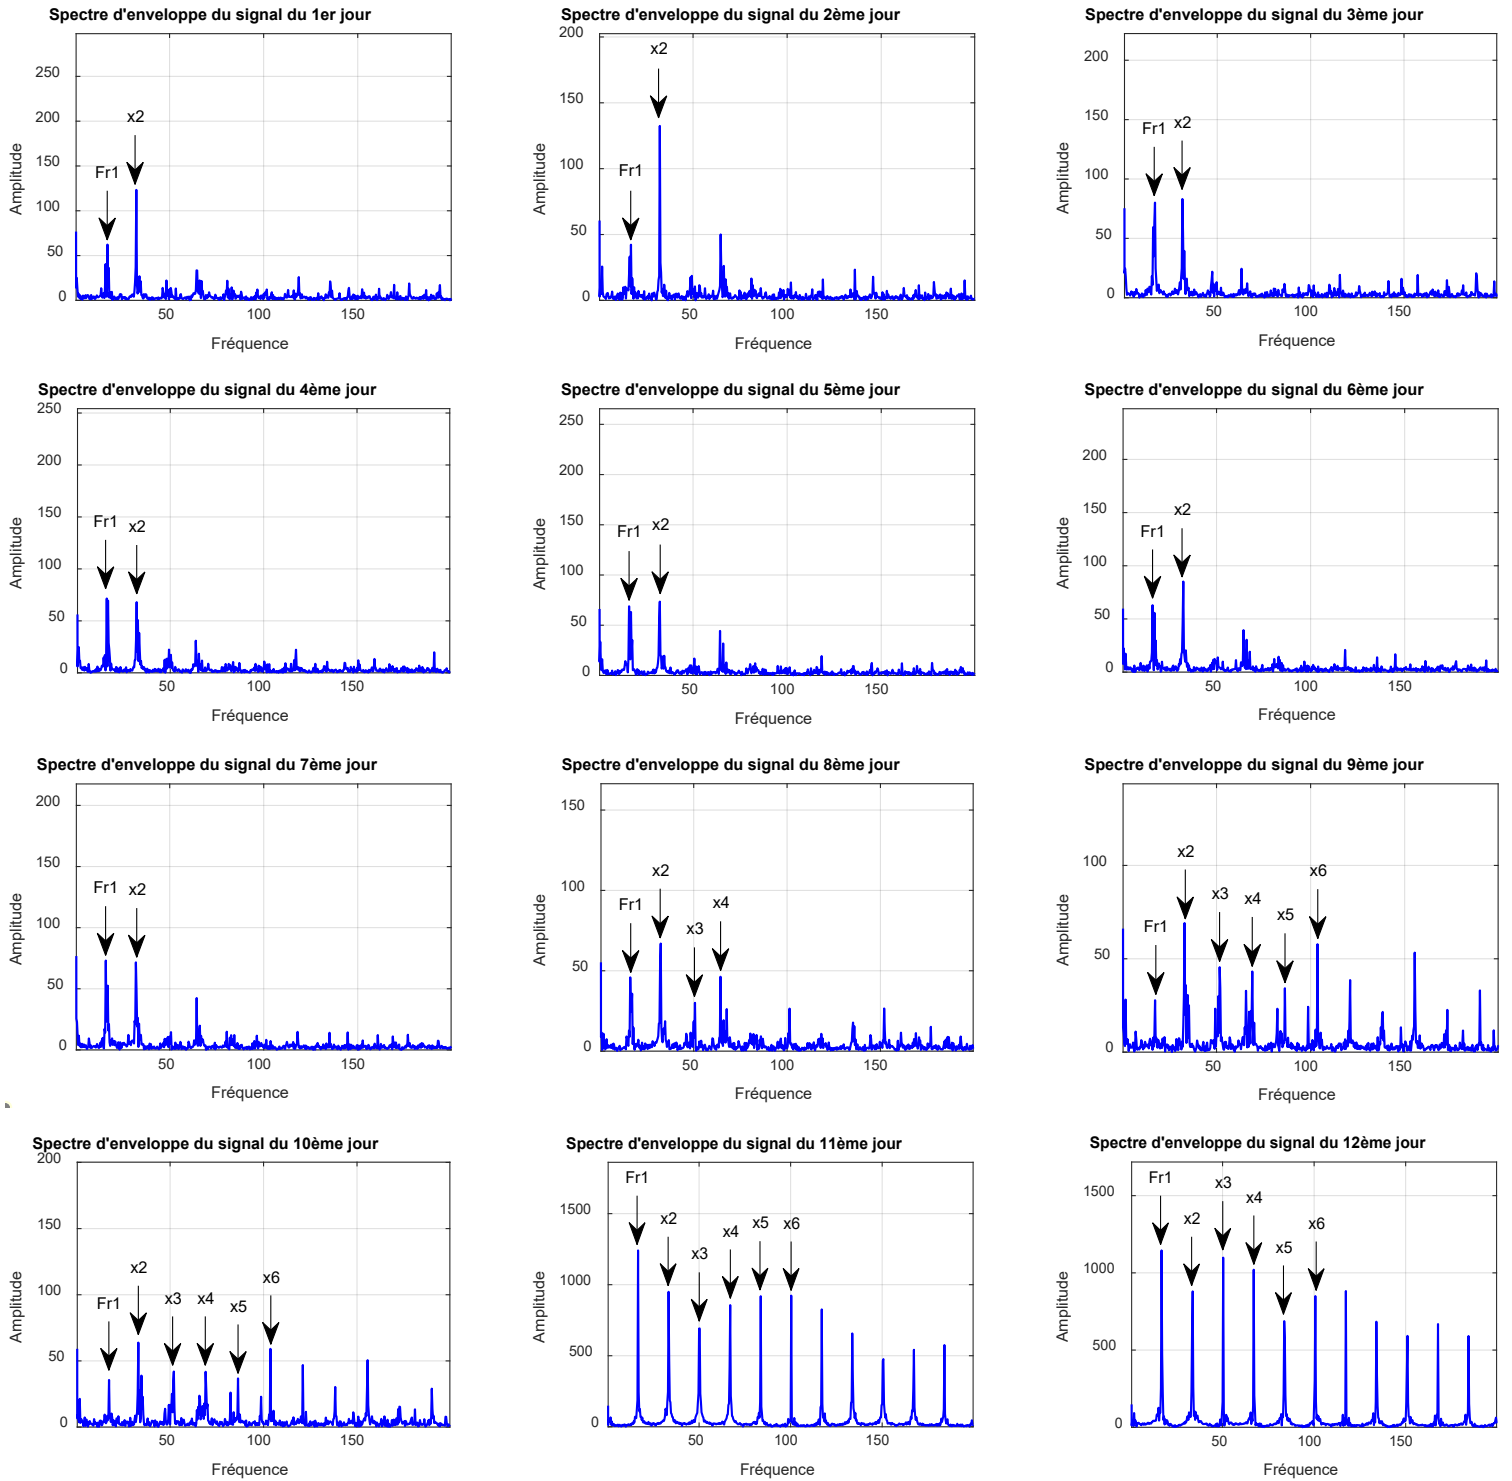 Spectre d'enveloppe du signal du 1er jour
300
250
200
150
100
50
0
Amplitude
Fr1
x2
50
100
150
Fréquence
Spectre d'enveloppe du signal du 2ème jour
200
150
100
50
0
Amplitude
Fr1
x2
50
100
150
Fréquence
Spectre d'enveloppe du signal du 3ème jour
200
150
100
50
0
Amplitude
Fr1
x2
50
100
150
Fréquence
Spectre d'enveloppe du signal du 4ème jour
250
200
150
100
50
0
Amplitude
Fr1
x2
50
100
150
Fréquence
Spectre d'enveloppe du signal du 5ème jour
250
200
150
100
50
0
Amplitude
Fr1
x2
50
100
150
Fréquence
Spectre d'enveloppe du signal du 6ème jour
200
150
100
50
0
Amplitude
Fr1
x2
50
100
150
Fréquence
Spectre d'enveloppe du signal du 7ème jour
200
150
100
50
0
Amplitude
Fr1
x2
50
100
150
Fréquence
Spectre d'enveloppe du signal du 8ème jour
150
100
50
0
Amplitude
Fr1
x2
x3
x4
50
100
150
Fréquence
Spectre d'enveloppe du signal du 9ème jour
100
50
0
Amplitude
Fr1
x2
x3
x4
x5
x6
50
100
150
Fréquence
Spectre d'enveloppe du signal du 10ème jour
200
150
100
50
0
Amplitude
Fr1
x2
x3
x4
x5
x6
50
100
150
Fréquence
Spectre d'enveloppe du signal du 11ème jour
1500
1000
500
0
Amplitude
Fr1
x2
x3
x4
x5
x6
50
100
150
Fréquence
Spectre d'enveloppe du signal du 12ème jour
1500
1000
500
0
Amplitude
Fr1
x2
x3
x4
x5
x6
50
100
150
Fréquence